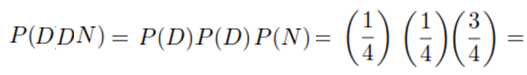 P(DDN) = P(D)P(D)P(N) = (1/4) (1/4)(3/4) =